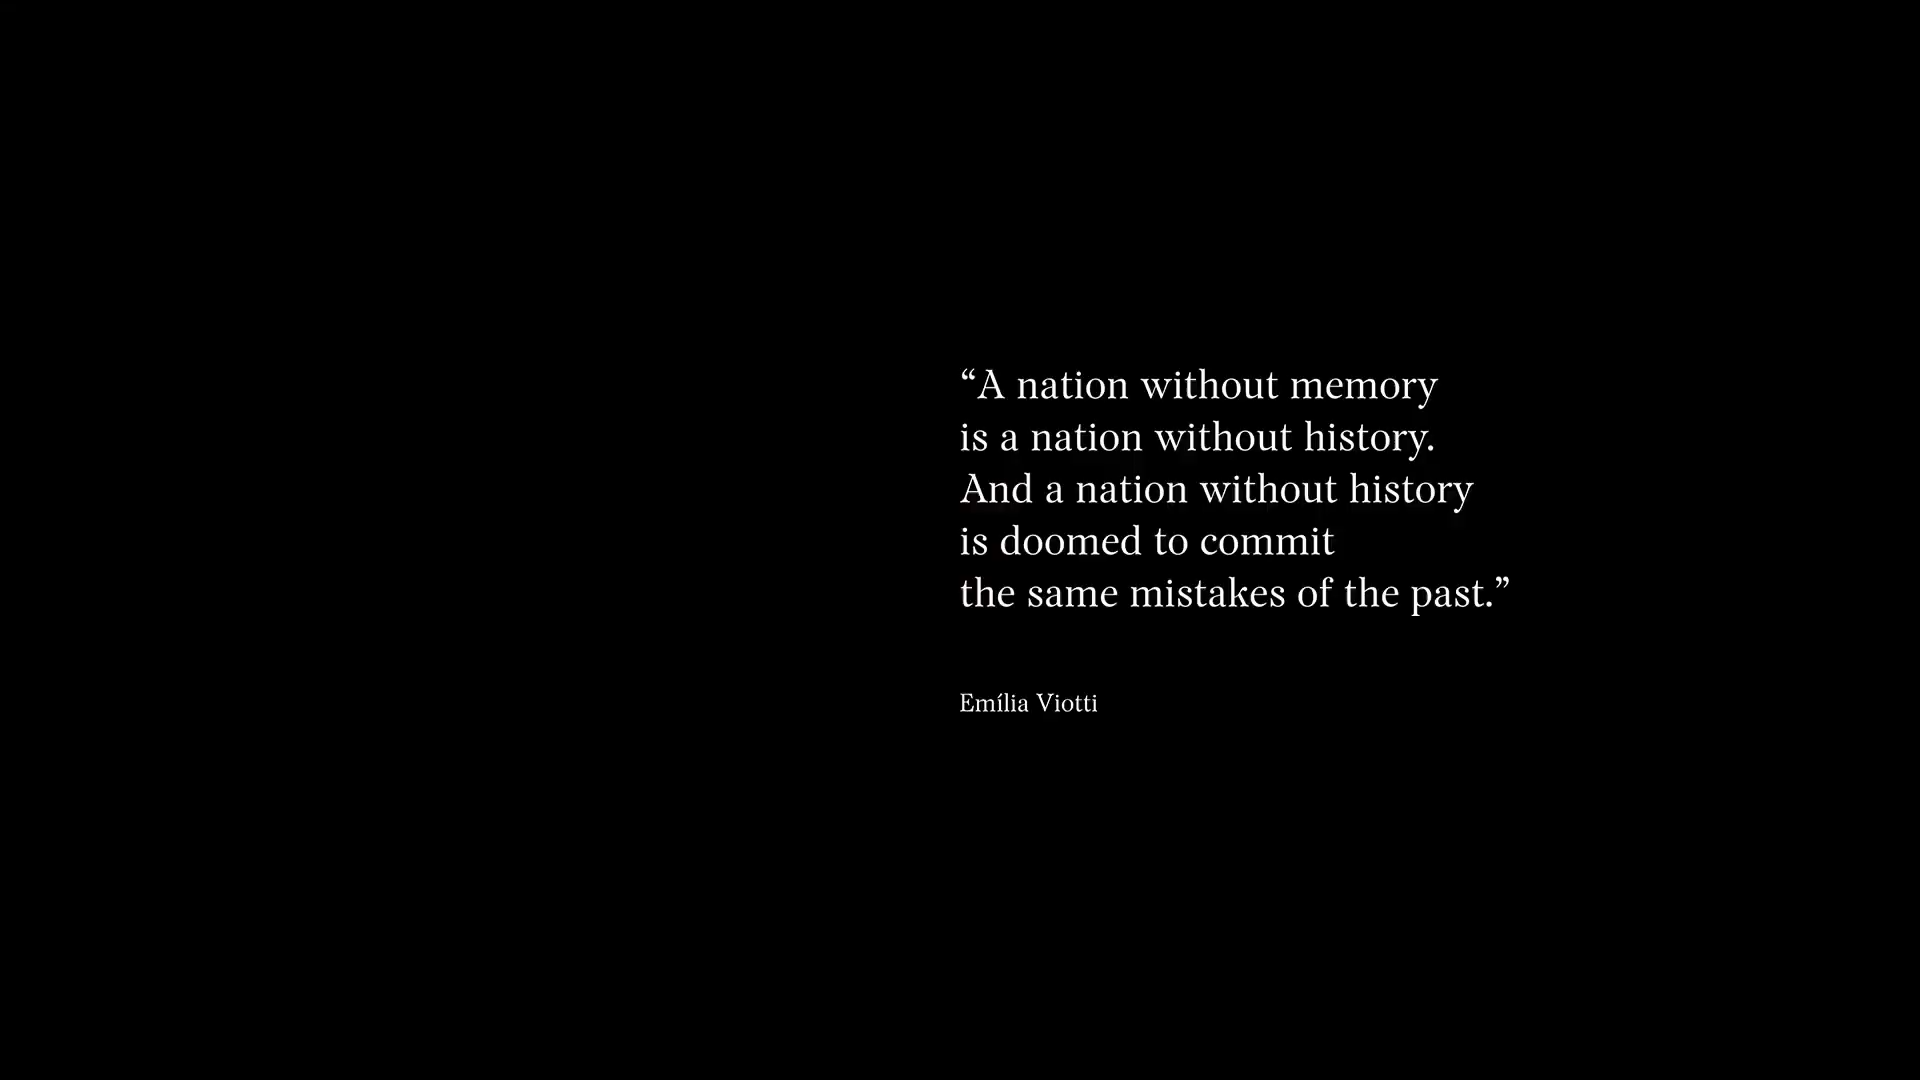 “A nation without memory
is a nation without history.
And a nation without history
is doomed to commit
the same mistakes of the past.”
Emília Viotti